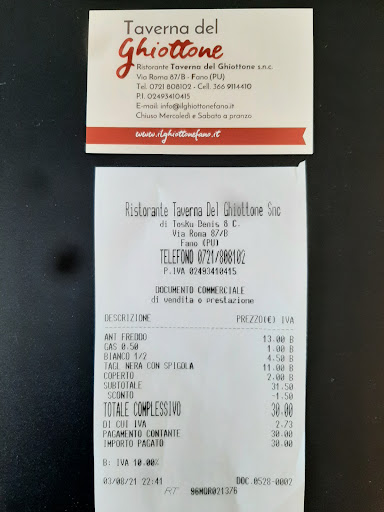 Taverna del
Ghiottone
Ristorante Taverna del Ghiottone s.n.c.
Via Roma 87/B - Fano (PU)
Tel. 0721 808102 - Cell. 366 9114410
P.I. 02493410415
E-mail: info@ilghiottonefano.it
Chiuso Mercoledì e Sabato a pranzo
www.ilghiottonefano.it
Ristorante Taverna Del Ghiottone Snc
di Tosku Denis & C.
Via Roma 87/B
Fano (PU)
TELEFONO 0721/808102
P.IVA 02493410415
DOCUMENTO COMMERCIALE
di vendita o prestazione
DESCRIZIONE PREZZO(€) IVA
ANT FREDDO 13.00 B
GAS 0.50 1.00 B
BIANCO 1/2 4.50 B
TAGL NERA CON SPIGOLA 11.00 B
COPERTO 2.00 B
SUBTOTALE 31.50
SCONTO -1.50
TOTALE COMPLESSIVO 30.00
DI CUI IVA 2.73
PAGAMENTO CONTANTE 30.00
IMPORTO PAGATO 30.00
B: IVA 10.00%
03/08/21 22:41 DOC.0528-0002
RT 96MQR021376